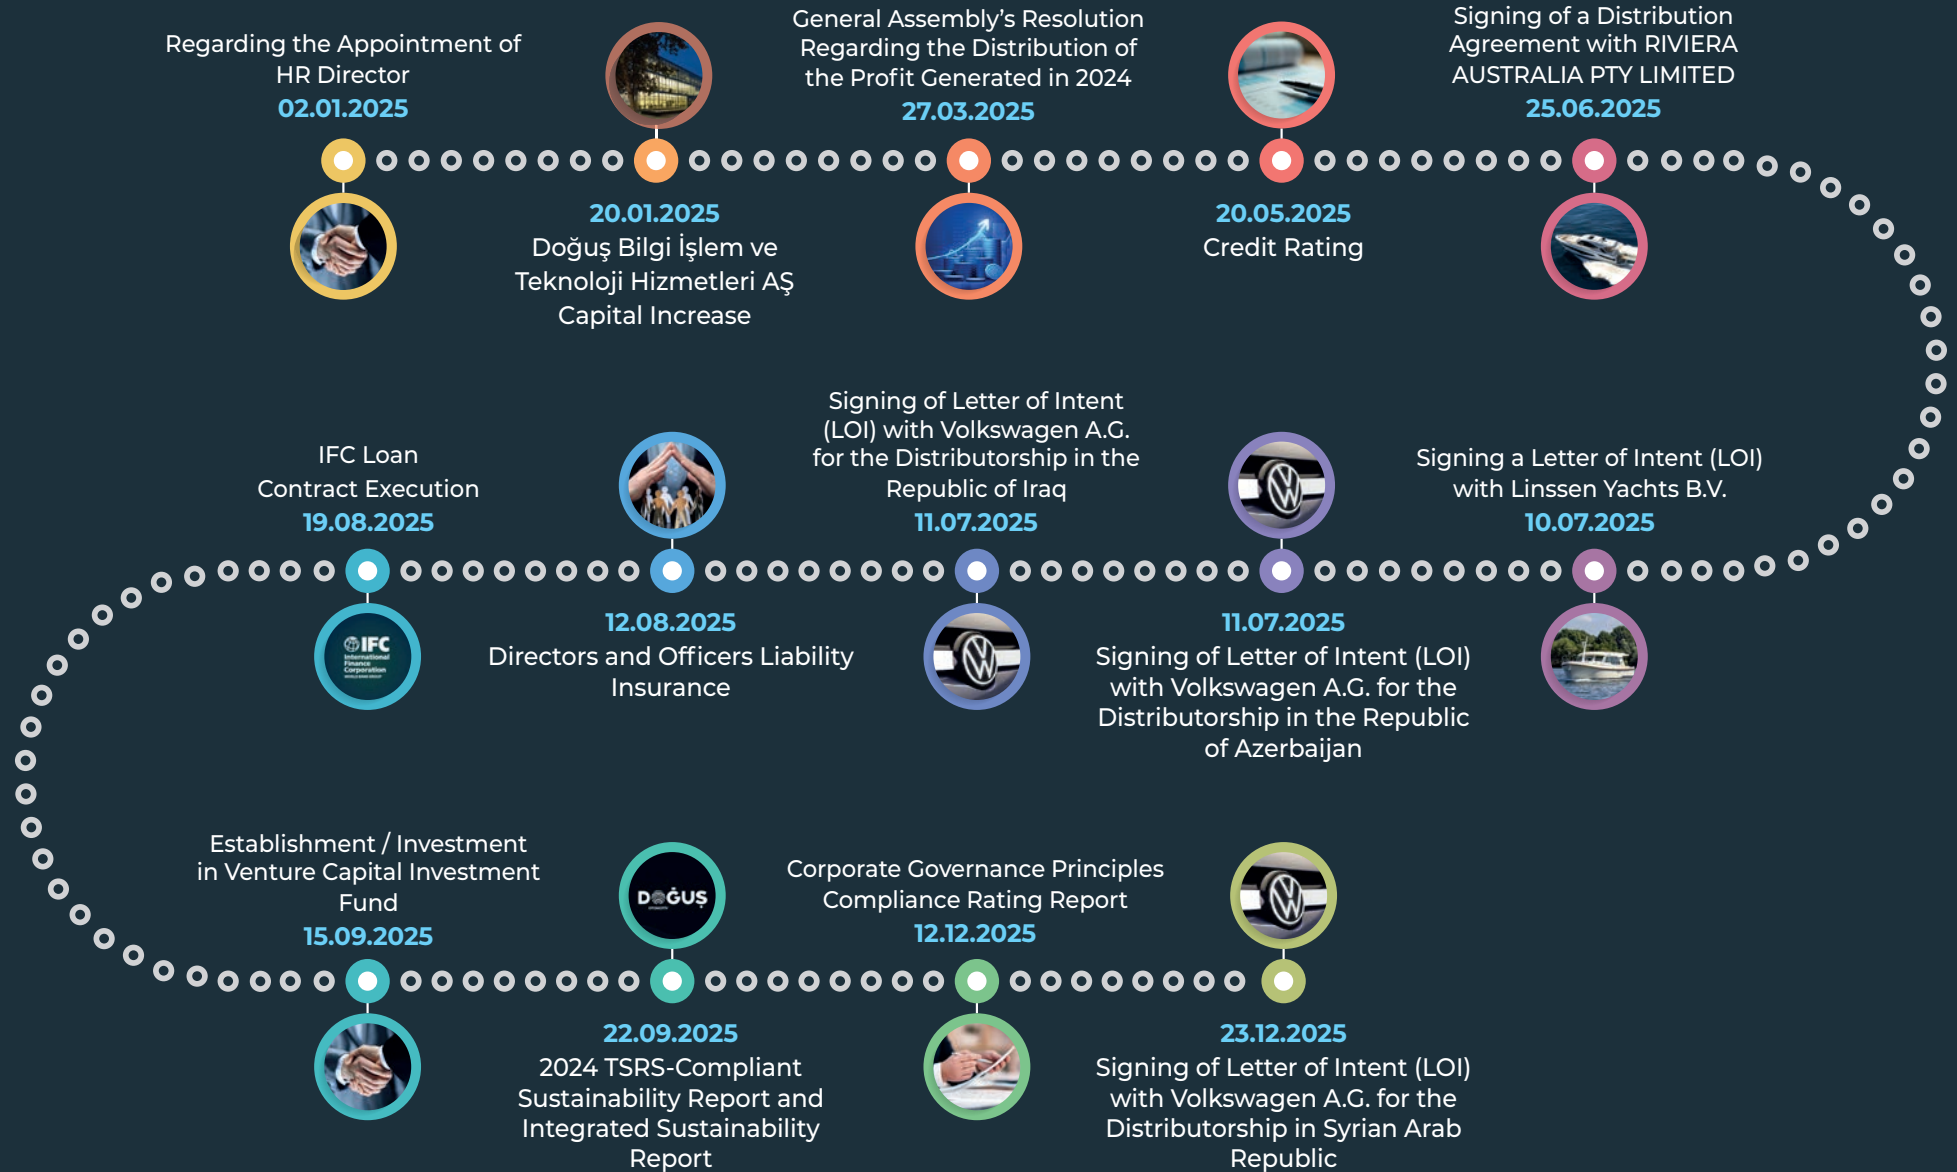 Regarding the Appointment of
HR Director
02.01.2025
20.01.2025
Doğuş Bilgi İşlem ve
Teknoloji Hizmetleri AŞ
Capital Increase
General Assembly’s Resolution
Regarding the Distribution of
the Profit Generated in 2024
27.03.2025
20.05.2025
Credit Rating
Signing of a Distribution
Agreement with RIVIERA
AUSTRALIA PTY LIMITED
25.06.2025
Signing a Letter of Intent (LOI)
with Linssen Yachts B.V.
10.07.2025
11.07.2025
Signing of Letter of Intent (LOI)
with Volkswagen A.G. for the
Distributorship in the Republic
of Azerbaijan
Signing of Letter of Intent
(LOI) with Volkswagen A.G.
for the Distributorship in the
Republic of Iraq
11.07.2025
12.08.2025
Directors and Officers Liability
Insurance
IFC Loan
Contract Execution
19.08.2025
IFC
International
Finance
Corporation
WORLD BANK GROUP
Establishment / Investment
in Venture Capital Investment
Fund
15.09.2025
DOĞUŞ
22.09.2025
2024 TSRS-Compliant
Sustainability Report and
Integrated Sustainability
Report
Corporate Governance Principles
Compliance Rating Report
12.12.2025
23.12.2025
Signing of Letter of Intent (LOI)
with Volkswagen A.G. for the
Distributorship in Syrian Arab
Republic